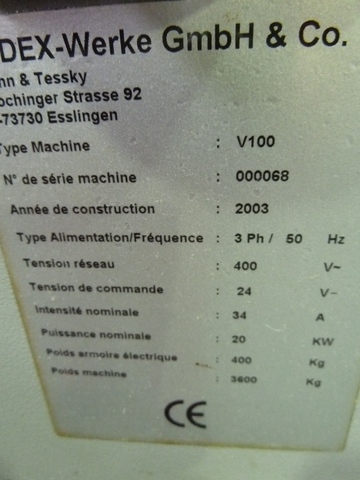 DEX-Werke GmbH & Co.
nn & Tessky
ochinger Strasse 92
-73730 Esslingen
Type Machine : V100
N° de série machine : 000068
Année de construction : 2003
Type Alimentation/Fréquence : 3 Ph / 50 Hz
Tension réseau : 400 V~
Tension de commande : 24 V-
Intensité nominale : 34 A
Puissance nominale : 20 KW
Poids armoire électrique : 400 Kg
Poids machine : 3600 Kg
CE